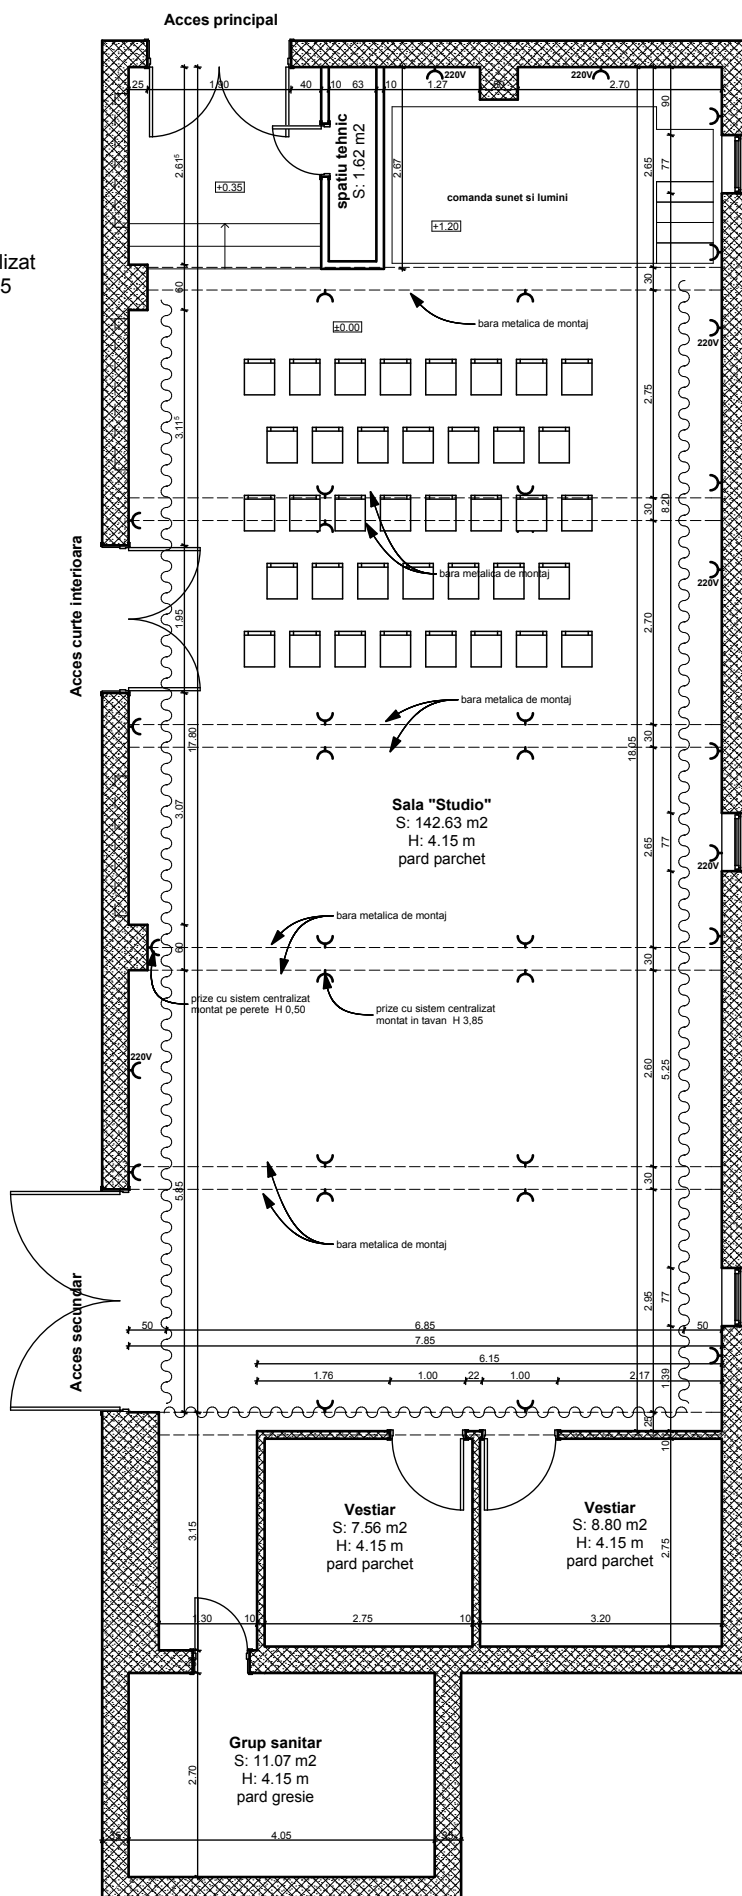 Acces principal
220V
220V
25
1.90
40
10
63
10
1.27
2.70
90
2.61⁵
spatiu tehnic
S: 1.62 m2
2.67
2.65
77
+0.35
comanda sunet si lumini
+1.20
lizat
5
60
30
±0.00
bara metalica de montaj
220V
2.75
3.11⁵
8.20
30
Acces curte interioara
bara metalica de montaj
220V
1.95
2.70
bara metalica de montaj
17.80
30
18.05
Sala "Studio"
S: 142.63 m2
H: 4.15 m
pard parchet
3.07
2.65
77
220V
bara metalica de montaj
60
30
prize cu sistem centralizat
montat pe perete H 0,50
prize cu sistem centralizat
montat in tavan H 3,85
220V
2.60
5.25
30
5.85
bara metalica de montaj
Acces secundar
2.95
77
50
6.85
50
7.85
6.15
1.76
1.00
22
1.00
2.17
1.39
25
10
Vestiar
S: 7.56 m2
H: 4.15 m
pard parchet
Vestiar
S: 8.80 m2
H: 4.15 m
pard parchet
3.15
2.75
1.30
10
2.75
10
3.20
Grup sanitar
S: 11.07 m2
H: 4.15 m
pard gresie
2.70
4.05